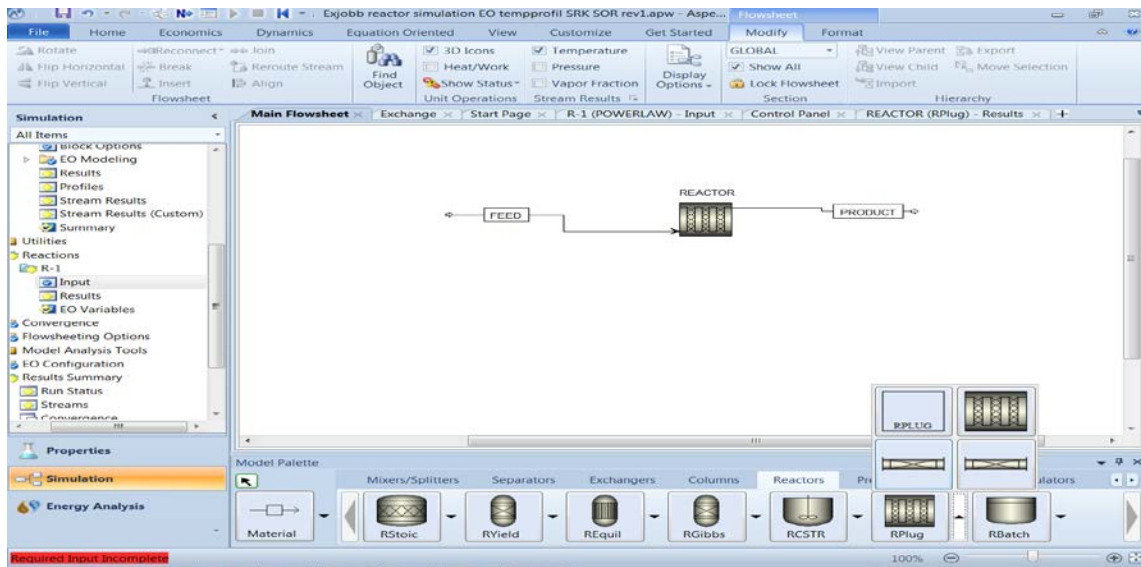 Exjobb reactor simulation EO tempprofil SRK SOR rev1.apw - Aspe... Flowsheet
File Home Economics Dynamics Equation Oriented View Customize Get Started Modify Format
Rotate Reconnect Join Find Object 3D Icons Temperature Display Options GLOBAL View Parent Export
Flip Horizontal Break Reroute Stream Heat/Work Pressure Show All View Child Move Selection
Flip Vertical Insert Align Show Status Vapor Fraction Lock Flowsheet Import
Flowsheet Unit Operations Stream Results Section Hierarchy
Simulation Main Flowsheet Exchange Start Page R-1 (POWERLAW) - Input Control Panel REACTOR (RPlug) - Results
All Items
Block Options
EO Modeling
Results
Profiles
Stream Results
Stream Results (Custom)
Summary
Utilities
Reactions
R-1
Input
Results
EO Variables
Convergence
Flowsheeting Options
Model Analysis Tools
EO Configuration
Results Summary
Run Status
Streams
Convergence
REACTOR
FEED
PRODUCT
RPLUG
Properties
Simulation
Energy Analysis
Model Palette
Mixers/Splitters Separators Exchangers Columns Reactors
Material RStoic RYield REquil RGibbs RCSTR RPlug RBatch
Required Input Incomplete 100%